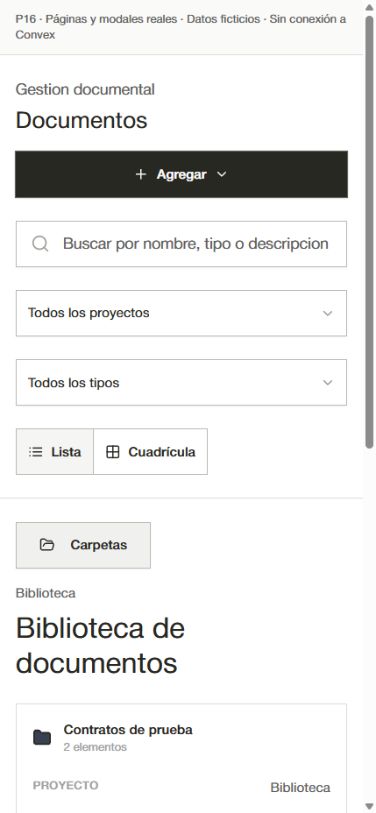 P16 · Páginas y modales reales · Datos ficticios · Sin conexión a
Convex
Gestion documental
Documentos
Agregar
Buscar por nombre, tipo o descripcion
Todos los proyectos
Todos los tipos
Lista
Cuadrícula
Carpetas
Biblioteca
Biblioteca de
documentos
Contratos de prueba
2 elementos
PROYECTO
Biblioteca